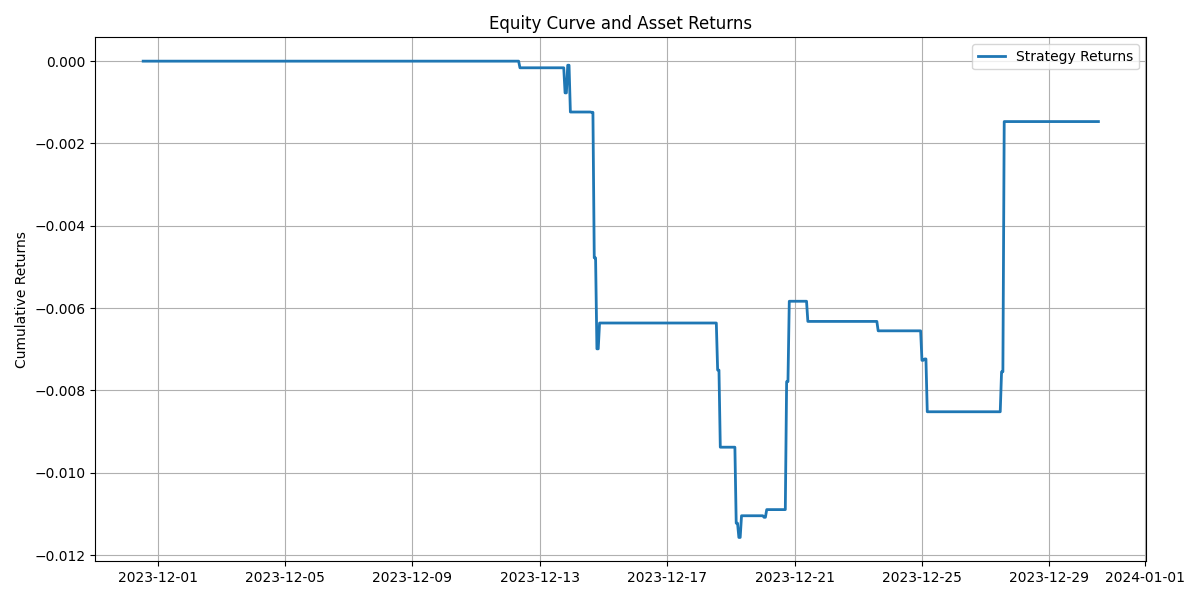 Equity Curve and Asset Returns
Strategy Returns
Cumulative Returns
0.000
−0.002
−0.004
−0.006
−0.008
−0.010
−0.012
2023-12-01 2023-12-05 2023-12-09 2023-12-13 2023-12-17 2023-12-21 2023-12-25 2023-12-29 2024-01-01